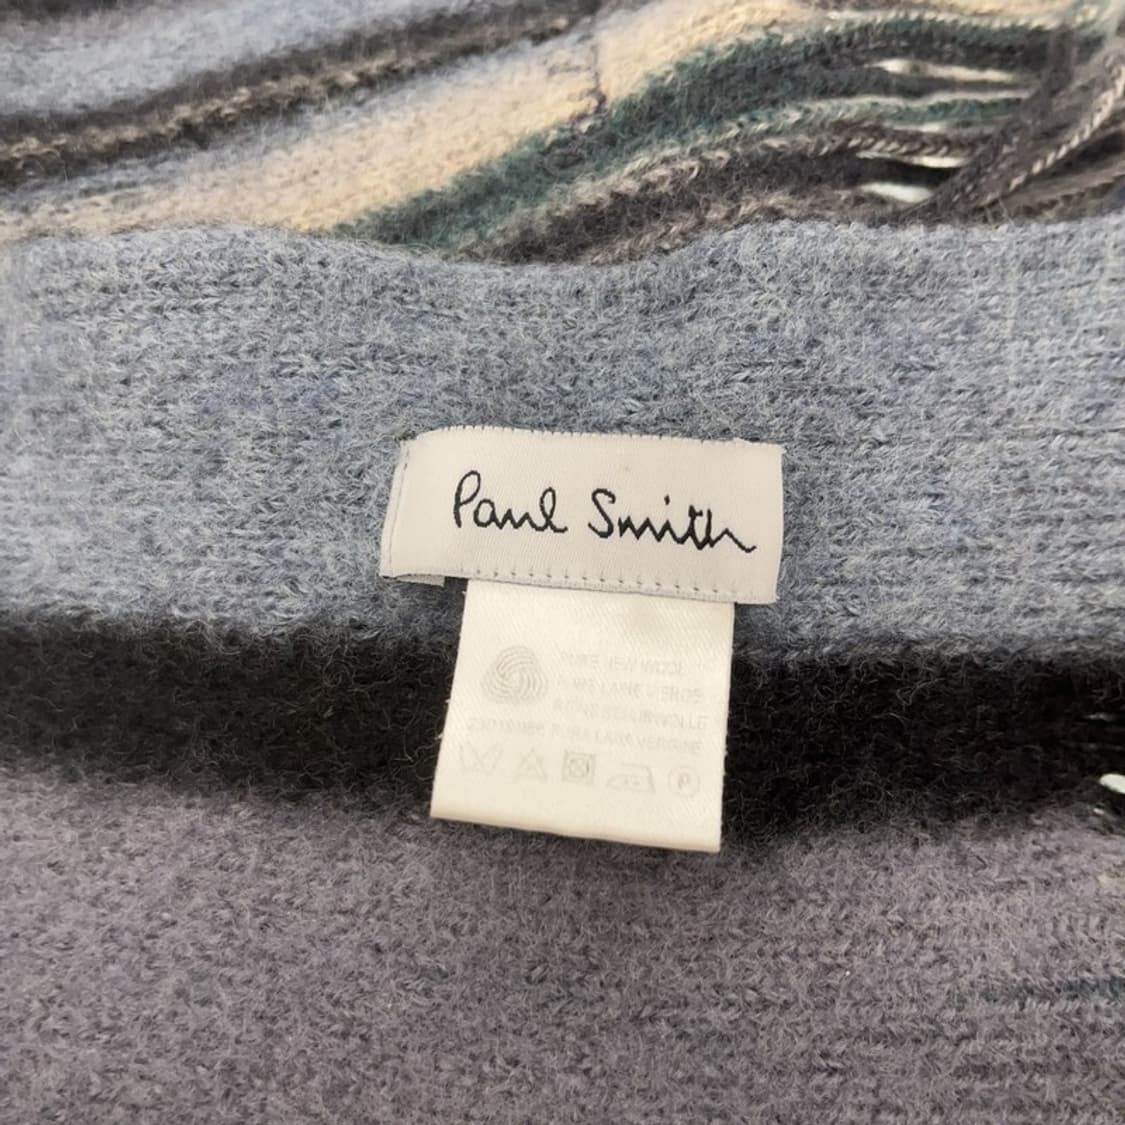 Paul Smith
PURE NEW WOOL
PURE LAINE VIERGE
REINE SCHURWOLLE
PURA LANA VERGINE